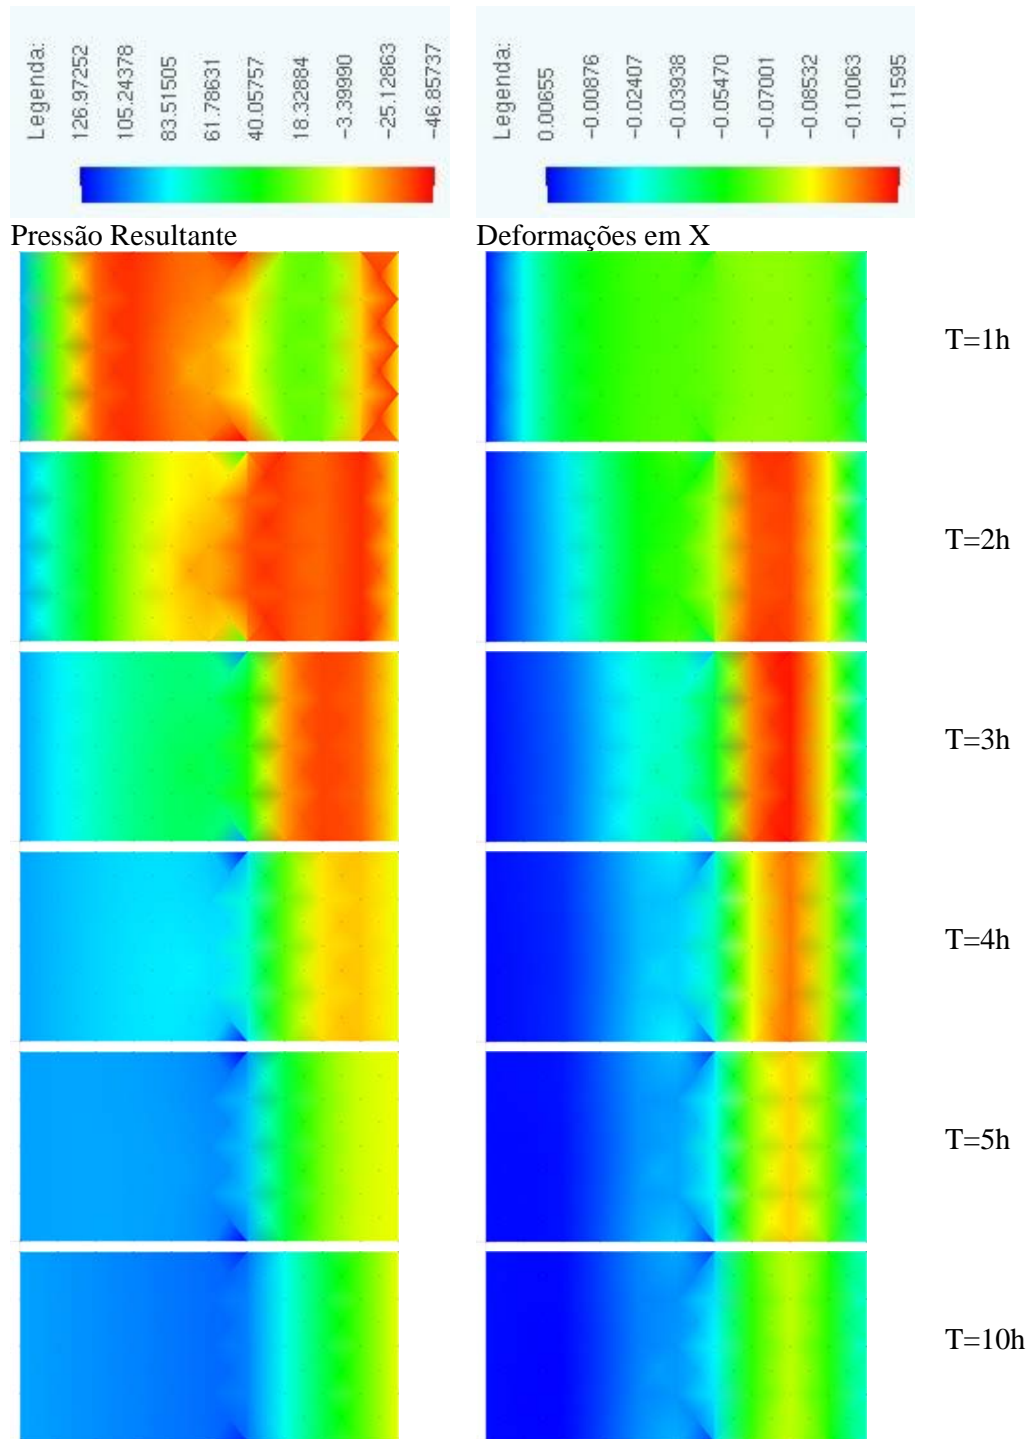 Legenda:
126.97252
105.24378
83.51505
61.78631
40.05757
18.32884
-3.39990
-25.12863
-46.85737
Legenda:
0.00655
-0.00876
-0.02407
-0.03938
-0.05470
-0.07001
-0.08532
-0.10063
-0.11595
Pressão Resultante
Deformações em X
T=1h
T=2h
T=3h
T=4h
T=5h
T=10h